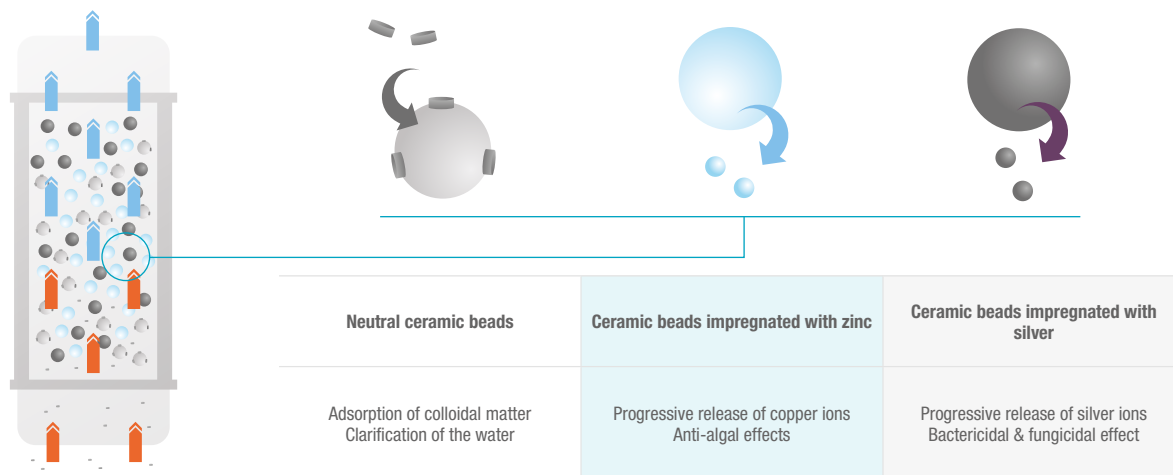 Neutral ceramic beads
Ceramic beads impregnated with zinc
Ceramic beads impregnated with
silver
Adsorption of colloidal matter
Clarification of the water
Progressive release of copper ions
Anti-algal effects
Progressive release of silver ions
Bactericidal & fungicidal effect